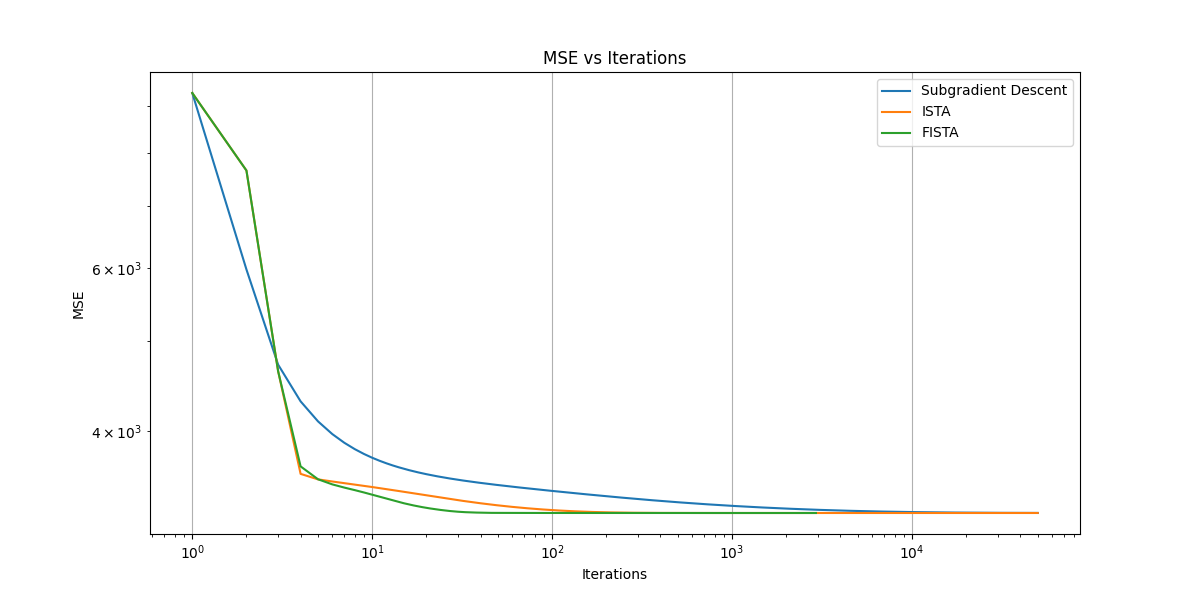 MSE vs Iterations
Subgradient Descent
ISTA
FISTA
MSE
6 × 10³
4 × 10³
10⁰
10¹
10²
10³
10⁴
Iterations